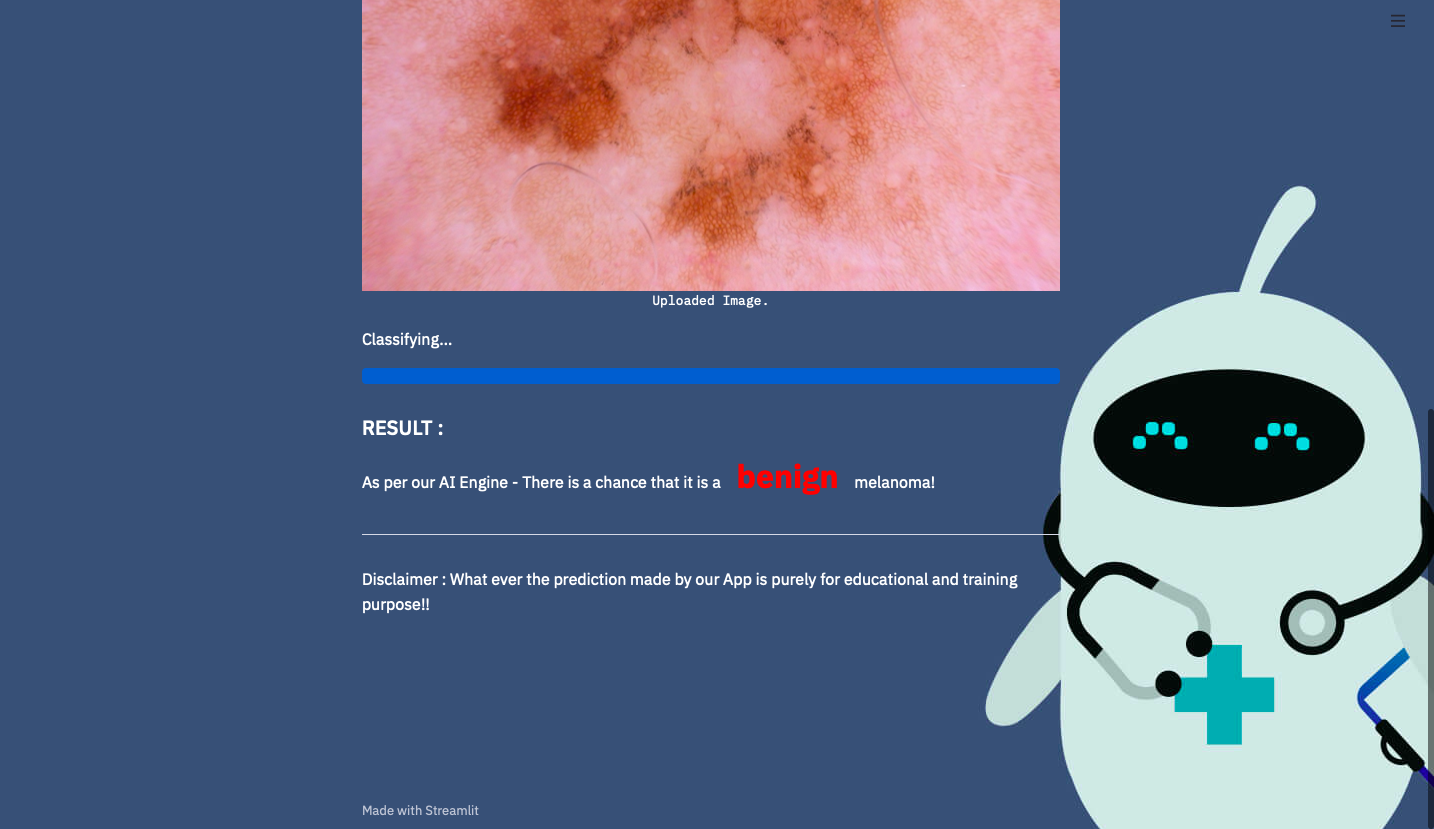 Uploaded Image.
Classifying...
RESULT :
As per our AI Engine - There is a chance that it is a benign melanoma!
Disclaimer : What ever the prediction made by our App is purely for educational and training
purpose!!
Made with Streamlit